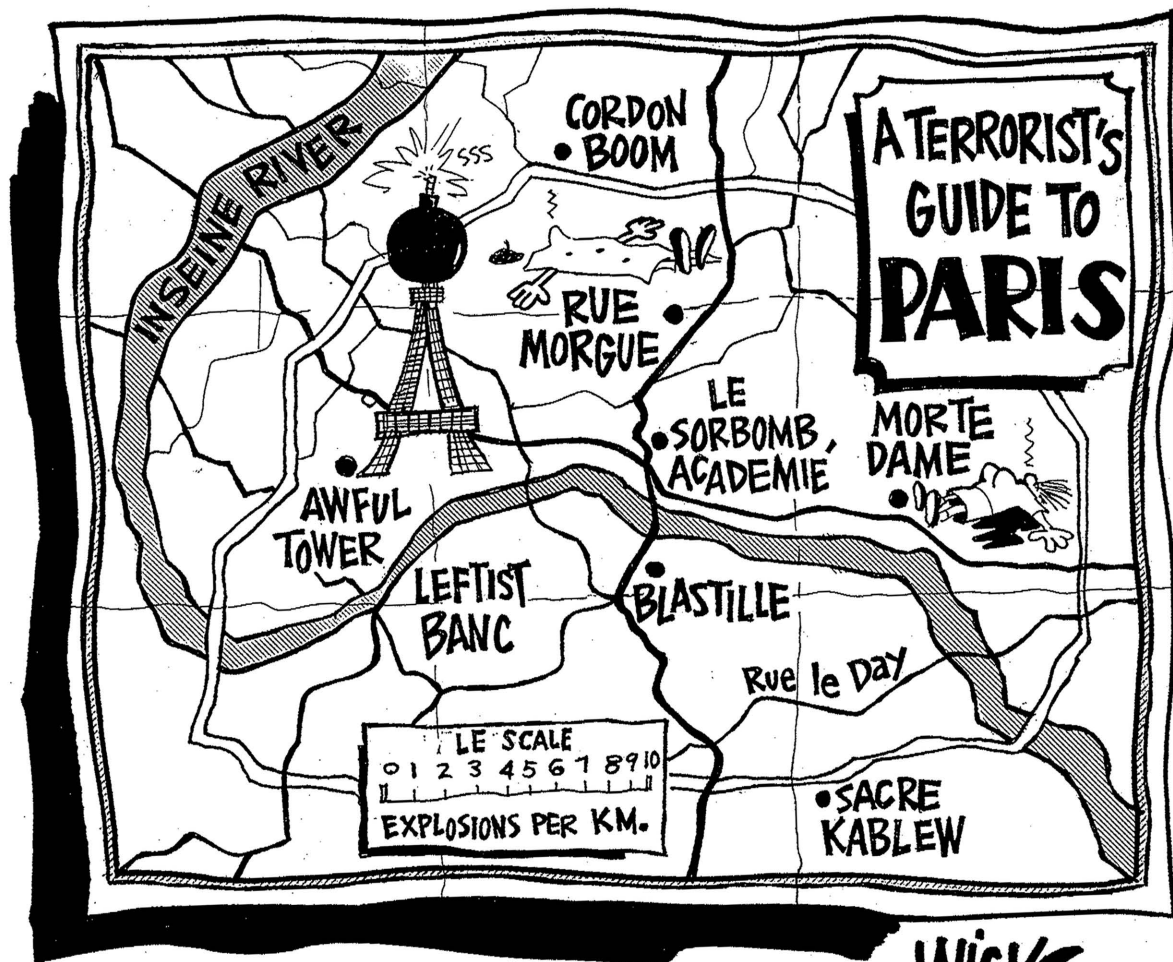 A TERRORIST'S
GUIDE TO
PARIS
CORDON
BOOM
SSS
INSEINE RIVER
RUE
MORGUE
LE
SORBOMB,
ACADEMIE
MORTE
DAME
AWFUL
TOWER
LEFTIST
BANC
BLASTILLE
Rue le Day
LE SCALE
0 1 2 3 4 5 6 7 8 9 10
EXPLOSIONS PER KM.
SACRE
KABLEW